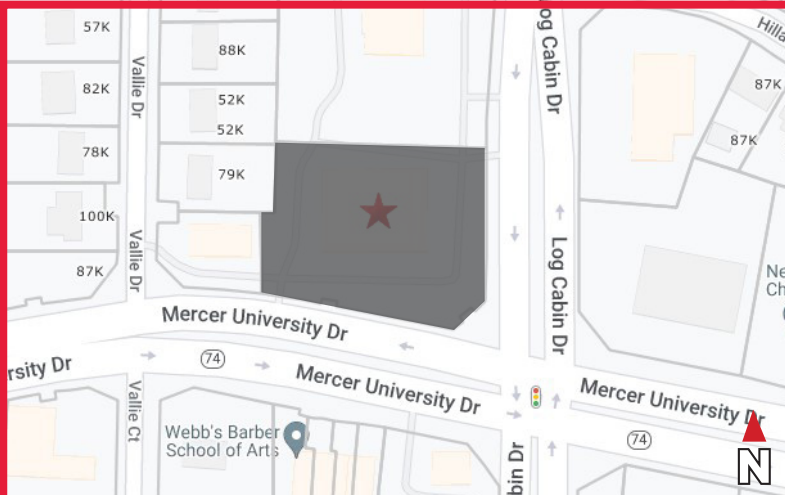 57K
88K
Vallie Dr
82K
52K
52K
78K
79K
100K
Vallie Dr
87K
Log Cabin Dr
Hilla
87K
87K
Log Cabin Dr
Ne
Ch
Mercer University Dr
rsity Dr
74
Mercer University Dr
Mercer University Dr
Vallie Ct
Webb's Barber
School of Arts
bin Dr
74
N